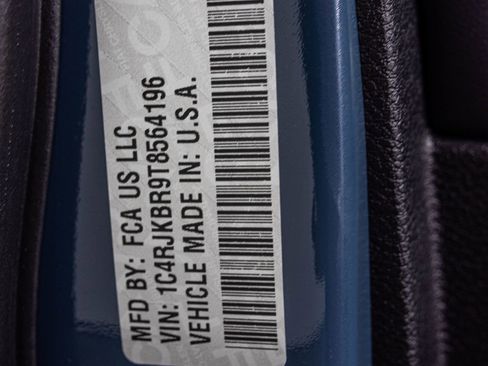 MFD BY: FCA US LLC
VIN: 1C4RJKBR9T8564196
VEHICLE MADE IN: U.S.A.